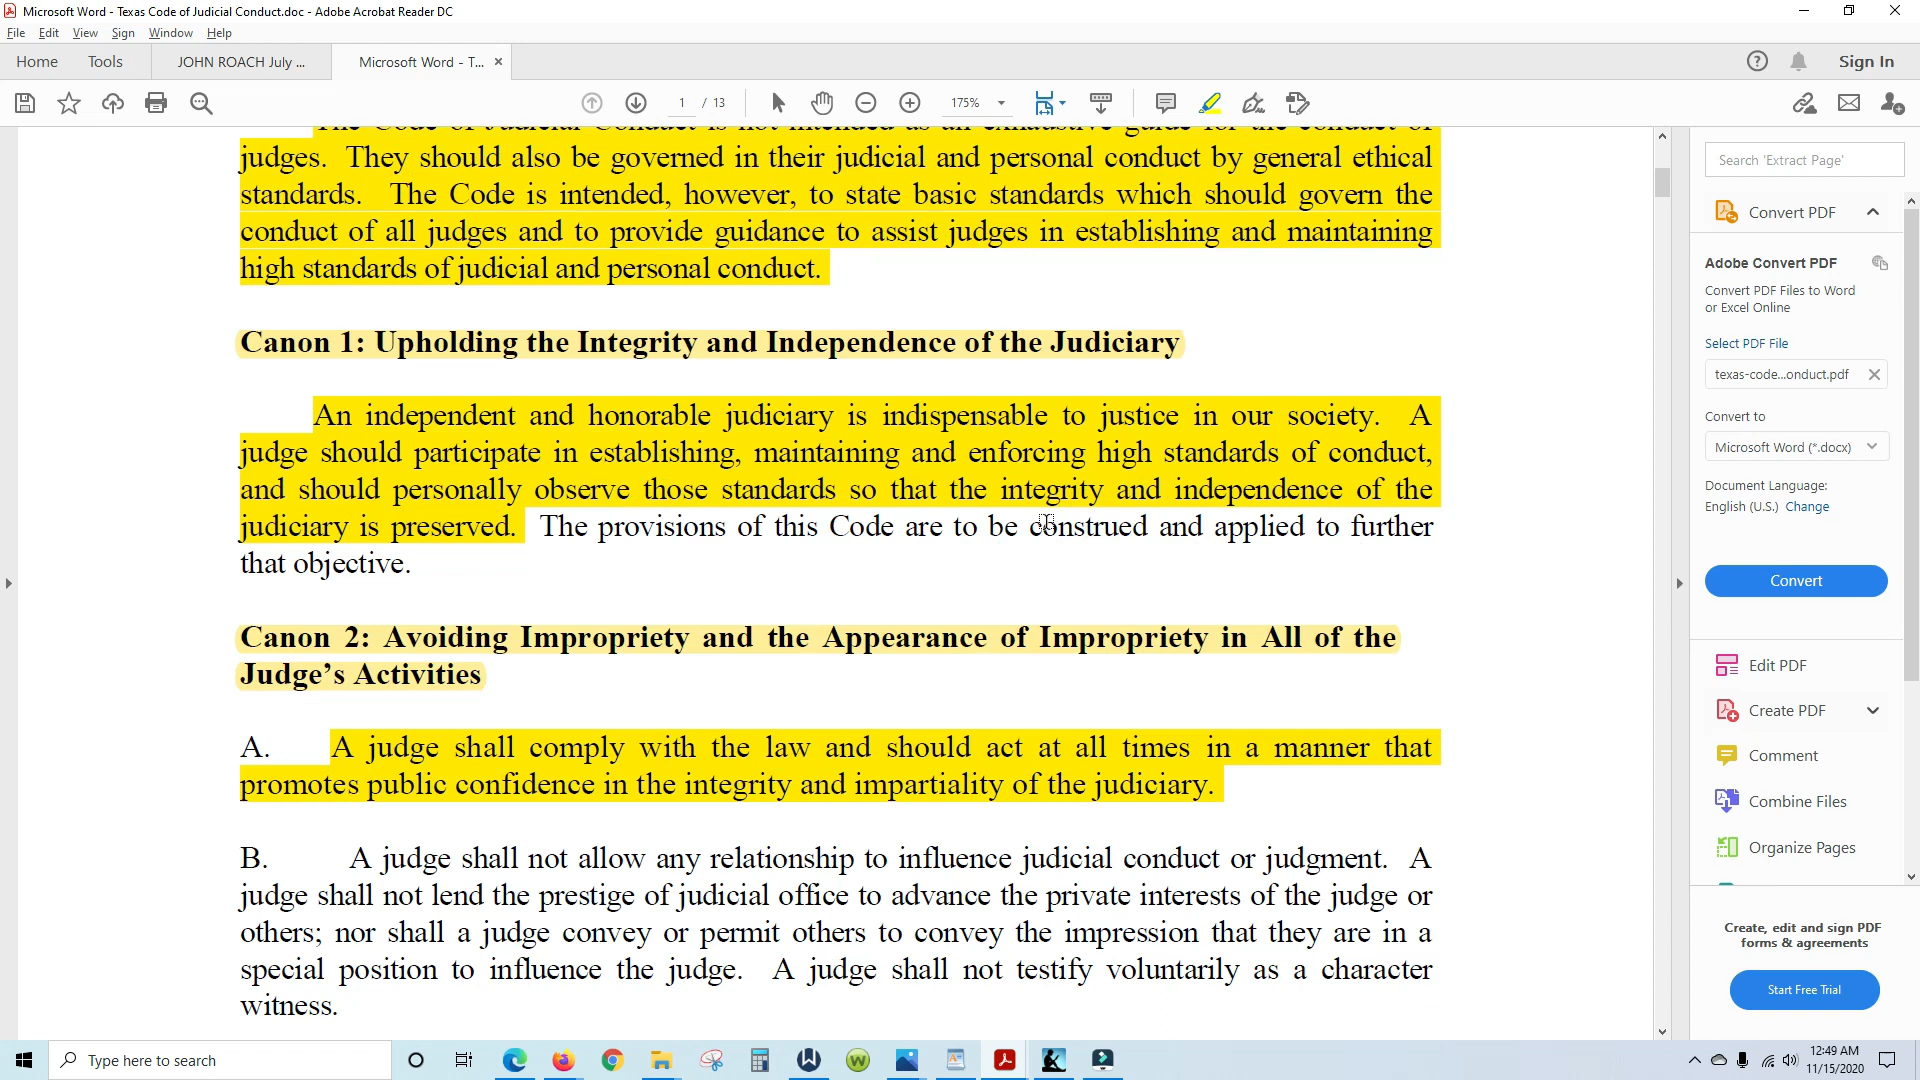 Microsoft Word - Texas Code of Judicial Conduct.doc - Adobe Acrobat Reader DC
File Edit View Sign Window Help
Home Tools JOHN ROACH July ... Microsoft Word - T... Sign In
1 / 13 175%
The Code of Judicial Conduct is not intended as an exhaustive guide for the conduct of
judges. They should also be governed in their judicial and personal conduct by general ethical
standards. The Code is intended, however, to state basic standards which should govern the
conduct of all judges and to provide guidance to assist judges in establishing and maintaining
high standards of judicial and personal conduct.
Canon 1: Upholding the Integrity and Independence of the Judiciary
An independent and honorable judiciary is indispensable to justice in our society. A
judge should participate in establishing, maintaining and enforcing high standards of conduct,
and should personally observe those standards so that the integrity and independence of the
judiciary is preserved. The provisions of this Code are to be construed and applied to further
that objective.
Canon 2: Avoiding Impropriety and the Appearance of Impropriety in All of the
Judge's Activities
A. A judge shall comply with the law and should act at all times in a manner that
promotes public confidence in the integrity and impartiality of the judiciary.
B. A judge shall not allow any relationship to influence judicial conduct or judgment. A
judge shall not lend the prestige of judicial office to advance the private interests of the judge or
others; nor shall a judge convey or permit others to convey the impression that they are in a
special position to influence the judge. A judge shall not testify voluntarily as a character
witness.
Search 'Extract Page'
Convert PDF
Adobe Convert PDF
Convert PDF Files to Word
or Excel Online
Select PDF File
texas-code...onduct.pdf
Convert to
Microsoft Word (*.docx)
Document Language:
English (U.S.) Change
Convert
Edit PDF
Create PDF
Comment
Combine Files
Organize Pages
Create, edit and sign PDF
forms & agreements
Start Free Trial
Type here to search
12:49 AM
11/15/2020